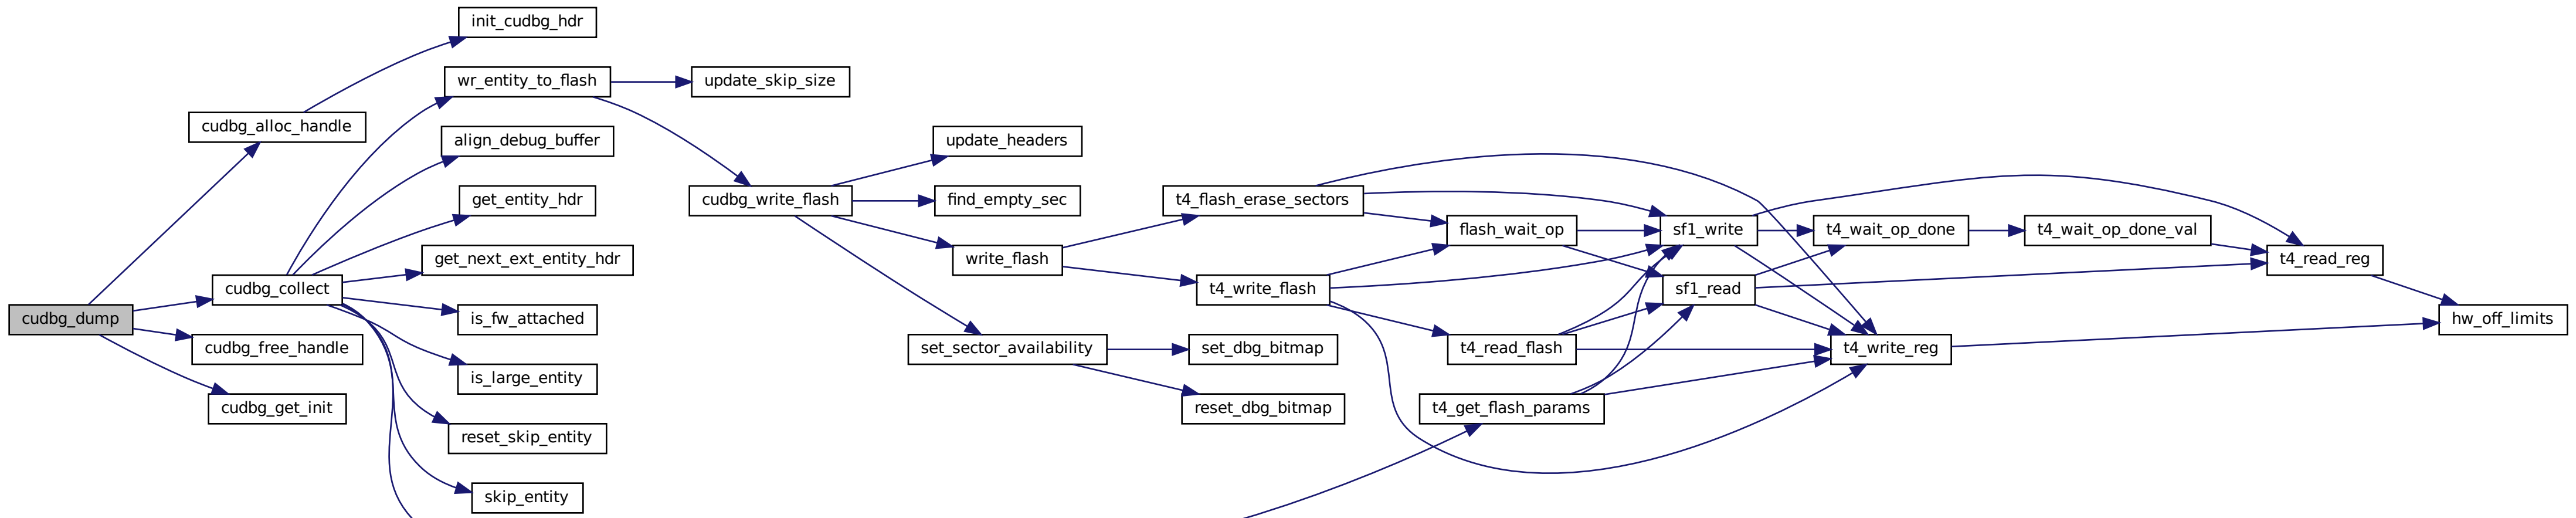 init_cudbg_hdr
wr_entity_to_flash
update_skip_size
cudbg_alloc_handle
align_debug_buffer
update_headers
get_entity_hdr
cudbg_write_flash
find_empty_sec
t4_flash_erase_sectors
flash_wait_op
sf1_write
t4_wait_op_done
t4_wait_op_done_val
get_next_ext_entity_hdr
write_flash
t4_read_reg
cudbg_collect
t4_write_flash
sf1_read
cudbg_dump
is_fw_attached
hw_off_limits
cudbg_free_handle
set_sector_availability
set_dbg_bitmap
t4_read_flash
t4_write_reg
is_large_entity
cudbg_get_init
reset_dbg_bitmap
t4_get_flash_params
reset_skip_entity
skip_entity